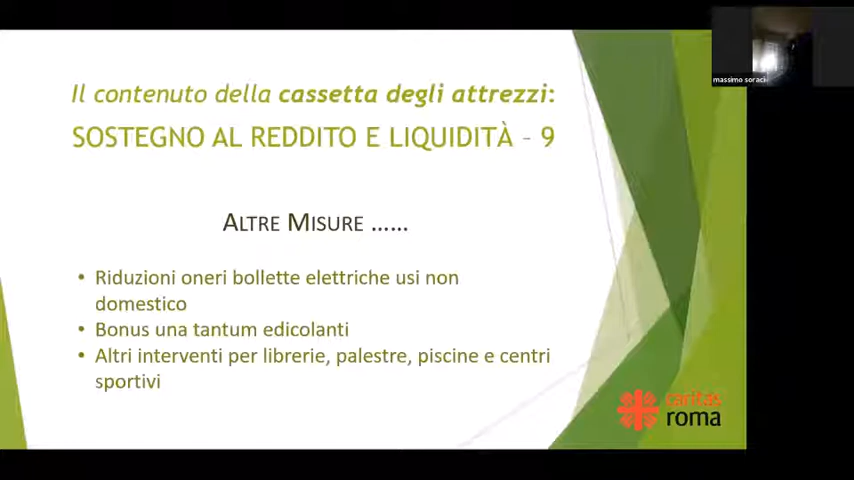 massimo soraci
Il contenuto della cassetta degli attrezzi:
SOSTEGNO AL REDDITO E LIQUIDITÀ – 9
ALTRE MISURE ......
• Riduzioni oneri bollette elettriche usi non
domestico
• Bonus una tantum edicolanti
• Altri interventi per librerie, palestre, piscine e centri
sportivi
caritas
roma